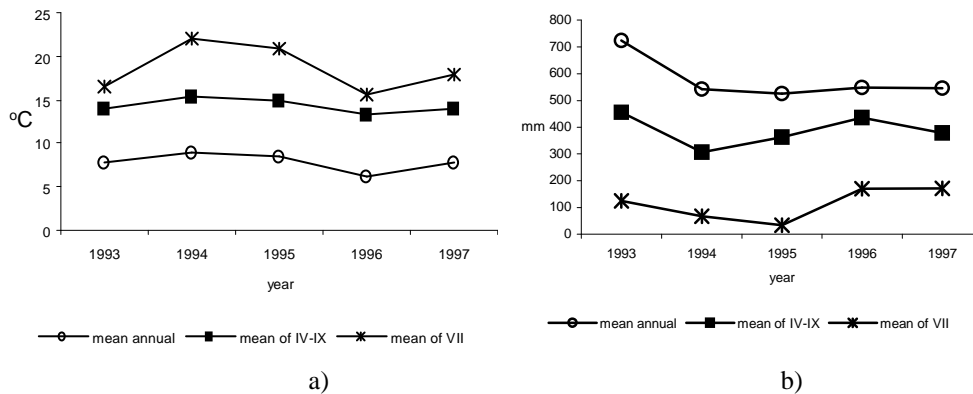 25
20
15
10
5
0
°C
1993 1994 1995 1996 1997
year
mean annual mean of IV-IX mean of VII
a)
800
700
600
500
mm 400
300
200
100
0
1993 1994 1995 1996 1997
year
mean annual mean of IV-IX mean of VII
b)